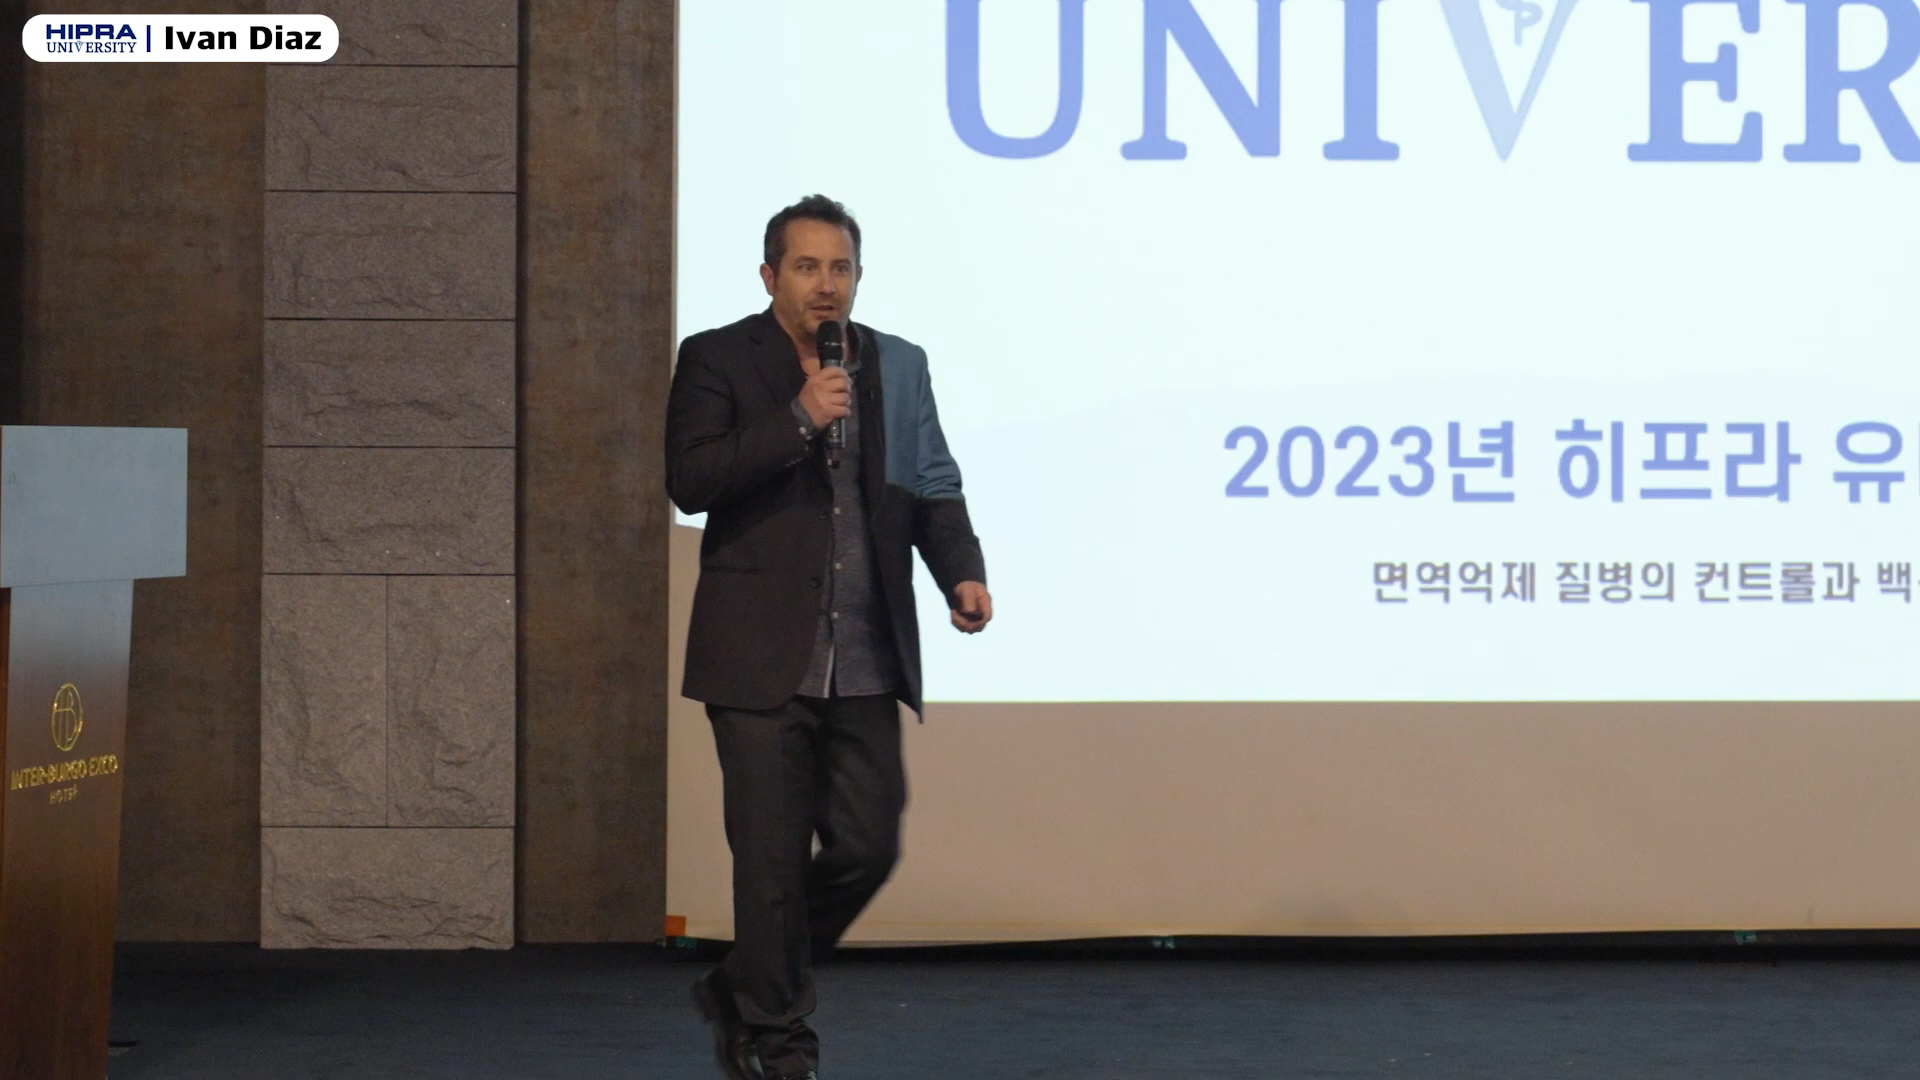 HIPRA
UNIVERSITY
Ivan Diaz
UNIVER
2023년 히프라 유
면역억제 질병의 컨트롤과 백
HB
INTER-BURGO EXCO
HOTEL